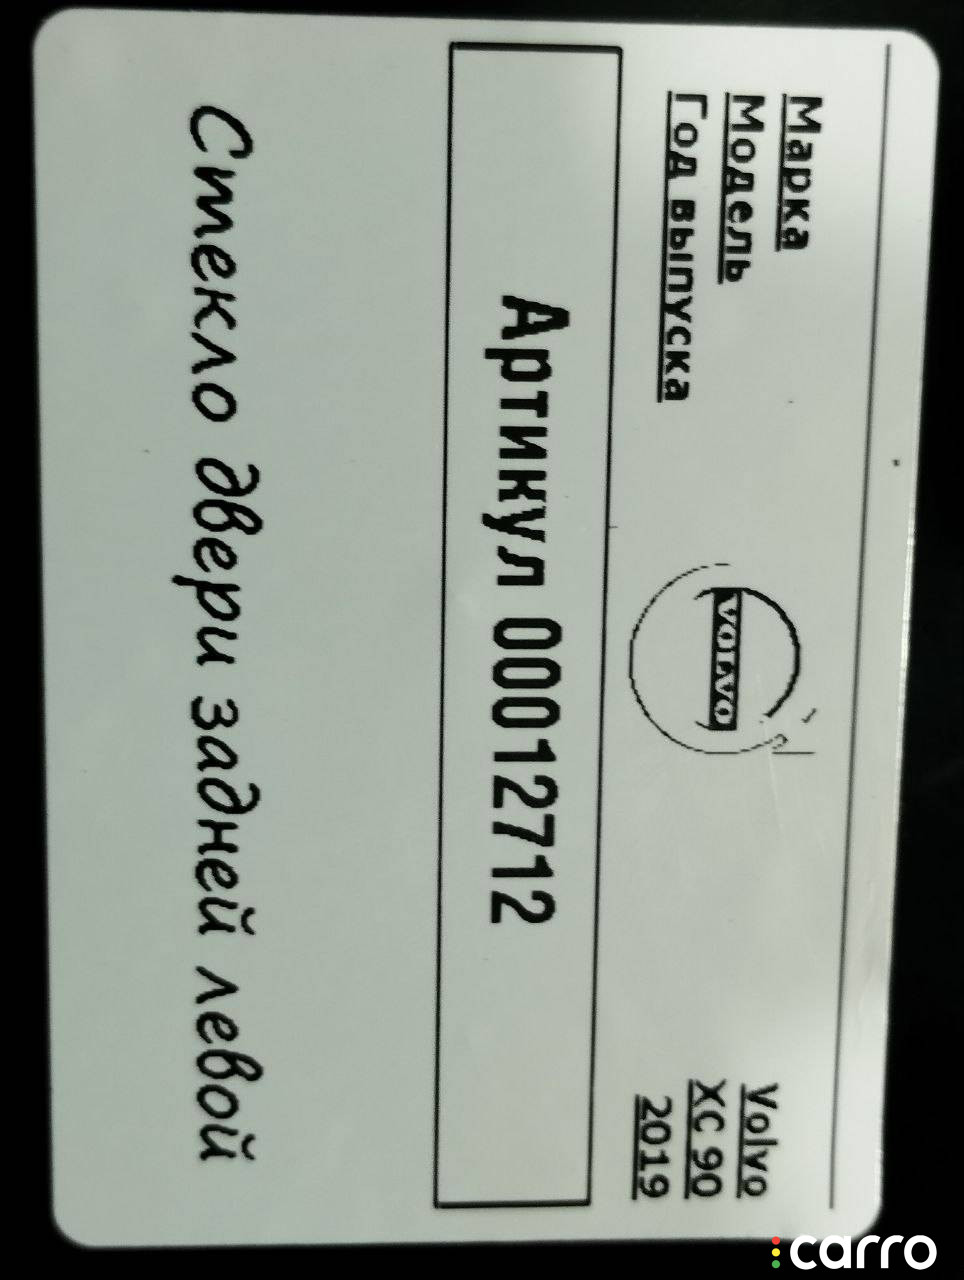 Марка Volvo
Модель XC 90
Год выпуска 2019
VOLVO
Артикул 00012712
Стекло двери задней левой
carro